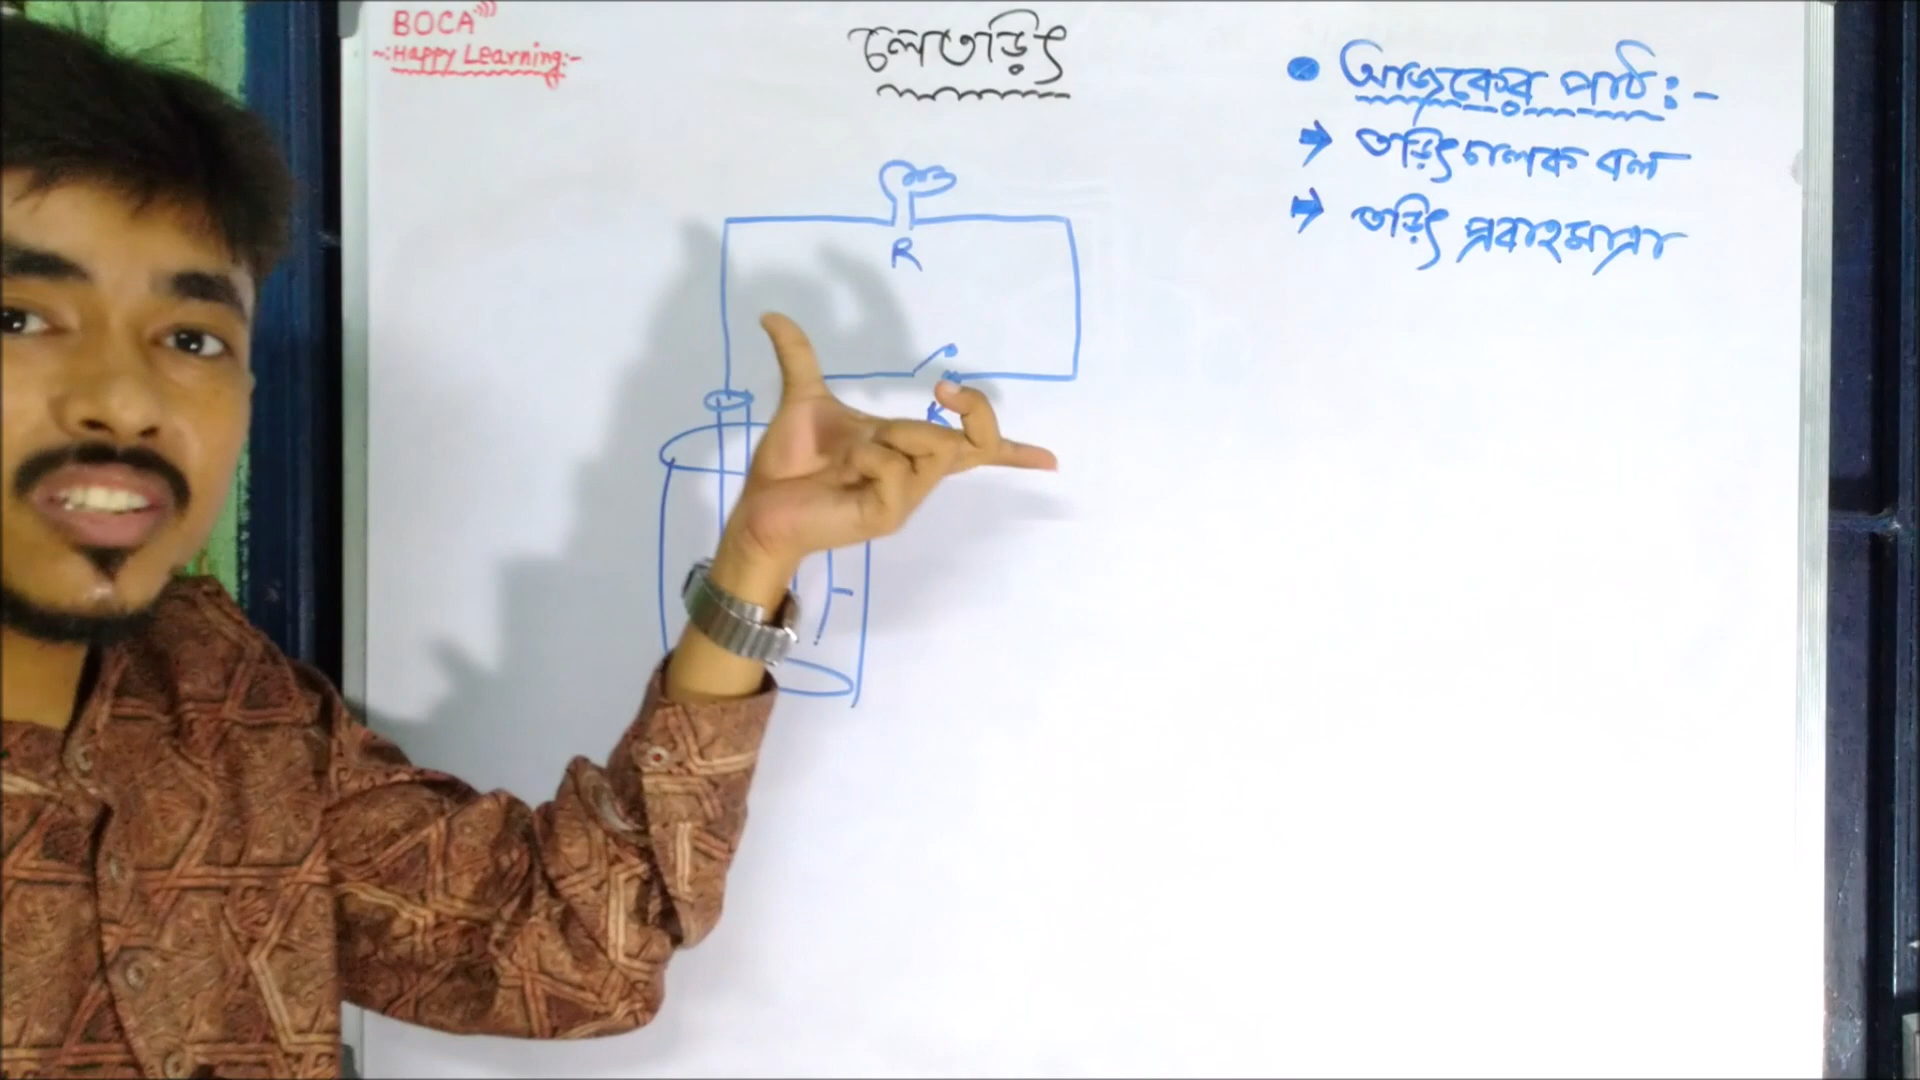 BOCA
~:Happy Learning:~
চলতড়িৎ
• আজকের পাঠ :-
→ তড়িৎচালক বল
→ তড়িৎ প্রবাহমাত্রা
R
K